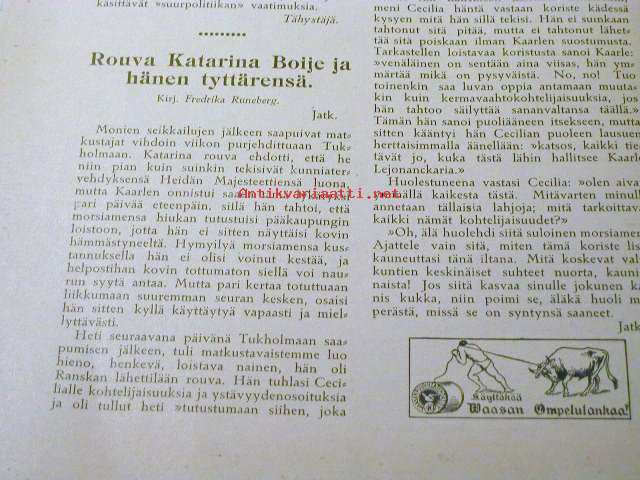 käsittävät »suurpolitiikan» vaatimuksia.
Tähystäjä.
Rouva Katarina Boije ja
hänen tyttärensä.
Kirj. Fredrika Runeberg.
Jatk.
Monien seikkailujen jälkeen saapuivat mat-
kustajat vihdoin viikon purjehdittuaan Tuk-
holmaan. Katarina rouva ehdotti, että he
niin pian kuin suinkin tekisivät kunniater-
vehdyksensä Heidän Majesteettiensa luona,
mutta Kaarlen onnistui saada
pari päivää eteenpäin, sillä hän tahtoi, että
morsiamensa hiukan tutustuisi pääkaupungin
loistoon, jotta hän ei sitten näyttäisi kovin
hämmästyneeltä. Hymyilyä morsiamensa kus-
tannuksella hän ei olisi voinut kestää, ja
helpostihan kovin tottumaton siellä voi nau-
run syytä antaa. Mutta pari kertaa totuttuaan
liikkumaan suuremman seuran kesken, osaisi
hän sitten kyllä käyttäytyä vapaasti ja miel-
lyttävästi.
Heti seuraavana päivänä Tukholmaan saa-
pumisen jälkeen, tuli matkustavaistemme luo
hieno, henkevä, loistava nainen, hän oli
Ranskan lähettilään rouva. Hän tuhlasi Ceci-
lialle kohteliaisuuksia ja ystävyydenosoituksia
ja oli tullut heti »tutustumaan siihen, joka
meni Cecilia häntä vastaan koriste kädessä
kysyen mitä hän sillä tekisi. Hän ei suinkaan
tahtonut sitä pitää, mutta ei tahtonut lähet-
tää sitä poiskaan ilman Kaarlen suostumusta.
Tarkastellen loistavaa koristusta sanoi Kaarle:
»venäläinen on sentään aina viisas, hän ym-
märtää mikä on pysyväistä. No, no! Tuo
toinenkin saa luvan oppia antamaan muuta-
kin kuin kermavaahtokohteliaisuuksia, jos
hän tahtoo säilyttää sananvaltansa täällä.»
Tämän hän sanoi puoliääneen itsekseen, mutta
sitten kääntyi hän Cecilian puoleen lausuen
herttaisimmalla äänellään: »katsos, kaikki tie-
tävät jo, kuka tästä lähin hallitsee Kaarle
Lejonanckaria.»
Huolestuneena vastasi Cecilia: »olen aivan
kaikesta tästä. Mitävarten minulle
annetaan tällaisia lahjoja; mitä tarkoittavat
kaikki nämät kohteliaisuudet?»
»Oh, älä huolehdi siitä suloinen morsiameni.
Ajattele vain sitä, miten tämä koriste lisää
kauneuttasi tänä iltana. Mitä koskevat val-
kuntien keskinäiset suhteet nuorta, kaunista
naista! Jos siitä kasvaa sinulle jokunen kau-
nis kukka, niin poimi se, äläkä huoli maa-
perästä, missä se on syntynsä saaneet.
Jatk.
Käyttäkää
Waasan Ompelulankaa!
Antikvariaatti.net